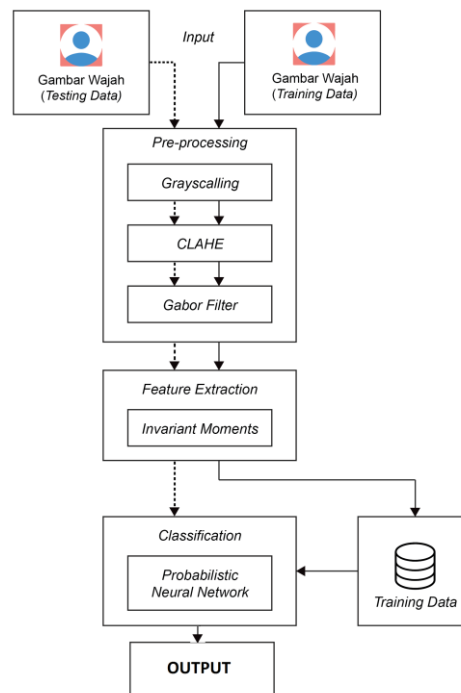 Input
Gambar Wajah
(Testing Data)
Gambar Wajah
(Training Data)
Pre-processing
Grayscalling
CLAHE
Gabor Filter
Feature Extraction
Invariant Moments
Classification
Probabilistic
Neural Network
Training Data
OUTPUT